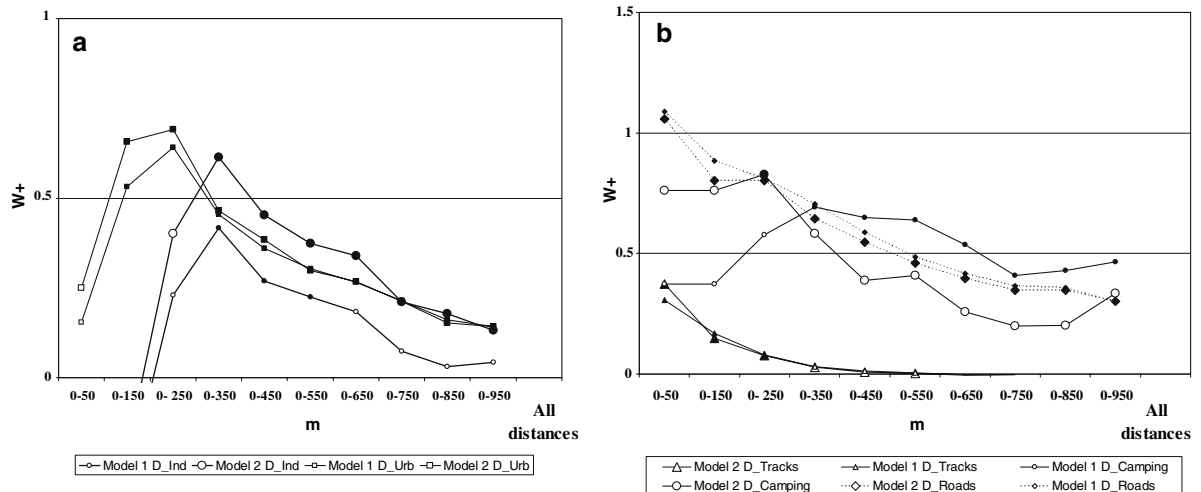 a
1
0.5
0
W+
0-50 0-150 0- 250 0-350 0-450 0-550 0-650 0-750 0-850 0-950 All distances
m
Model 1 D_Ind Model 2 D_Ind Model 1 D_Urb Model 2 D_Urb
b
1.5
1
0.5
0
W+
0-50 0-150 0- 250 0-350 0-450 0-550 0-650 0-750 0-850 0-950 All distances
m
Model 2 D_Tracks Model 1 D_Tracks Model 1 D_Camping
Model 2 D_Camping Model 2 D_Roads Model 1 D_Roads